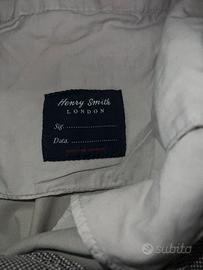 Henry Smith
LONDON
Sig.
Data.
subito